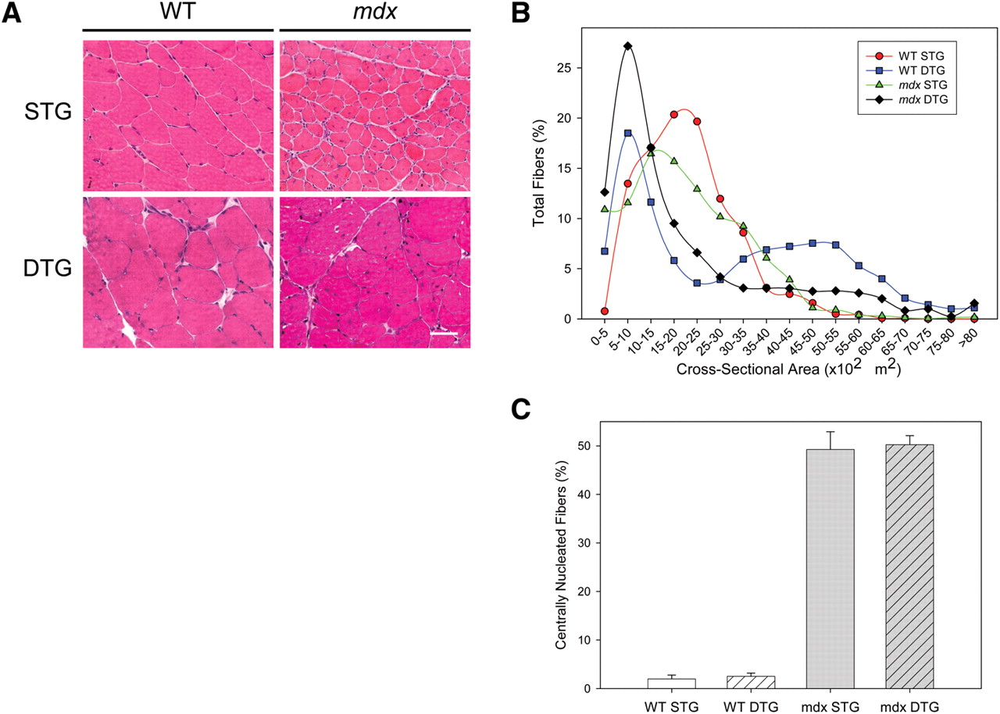 A
WT
mdx
STG
DTG
B
Total Fibers (%)
25
20
15
10
5
0
WT STG
WT DTG
mdx STG
mdx DTG
0-5
5-10
10-15
15-20
20-25
25-30
30-35
35-40
40-45
45-50
50-55
55-60
60-65
65-70
70-75
75-80
>80
Cross-Sectional Area (x10² m²)
C
Centrally Nucleated Fibers (%)
50
40
30
20
10
0
WT STG
WT DTG
mdx STG
mdx DTG